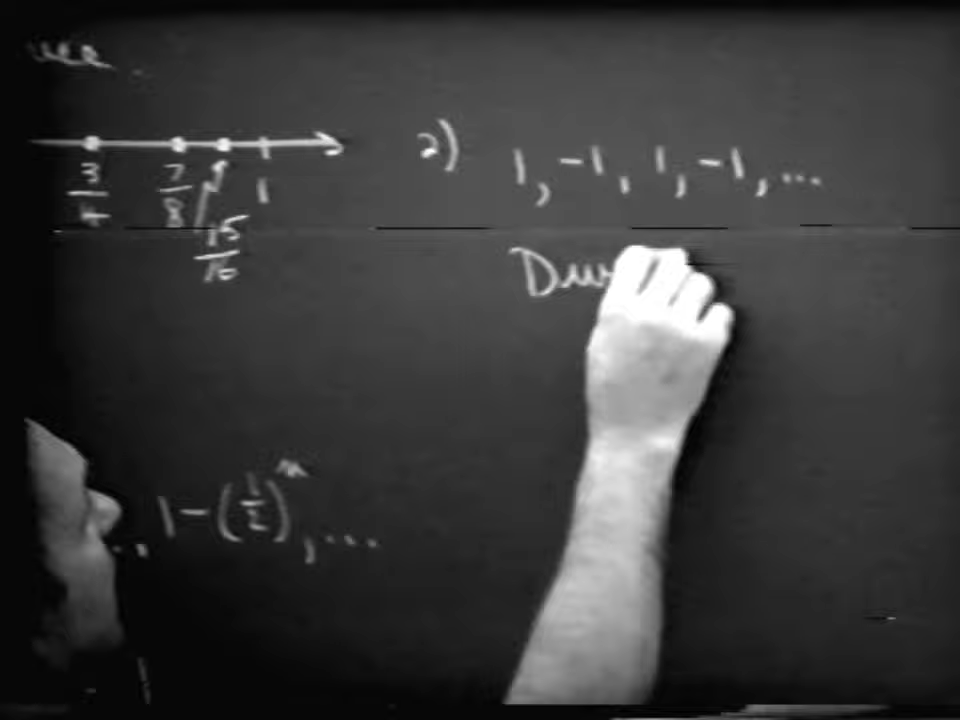 3/4 7/8 15/16 1
2) 1, -1, 1, -1, ...
1-(1/2)^n, ...